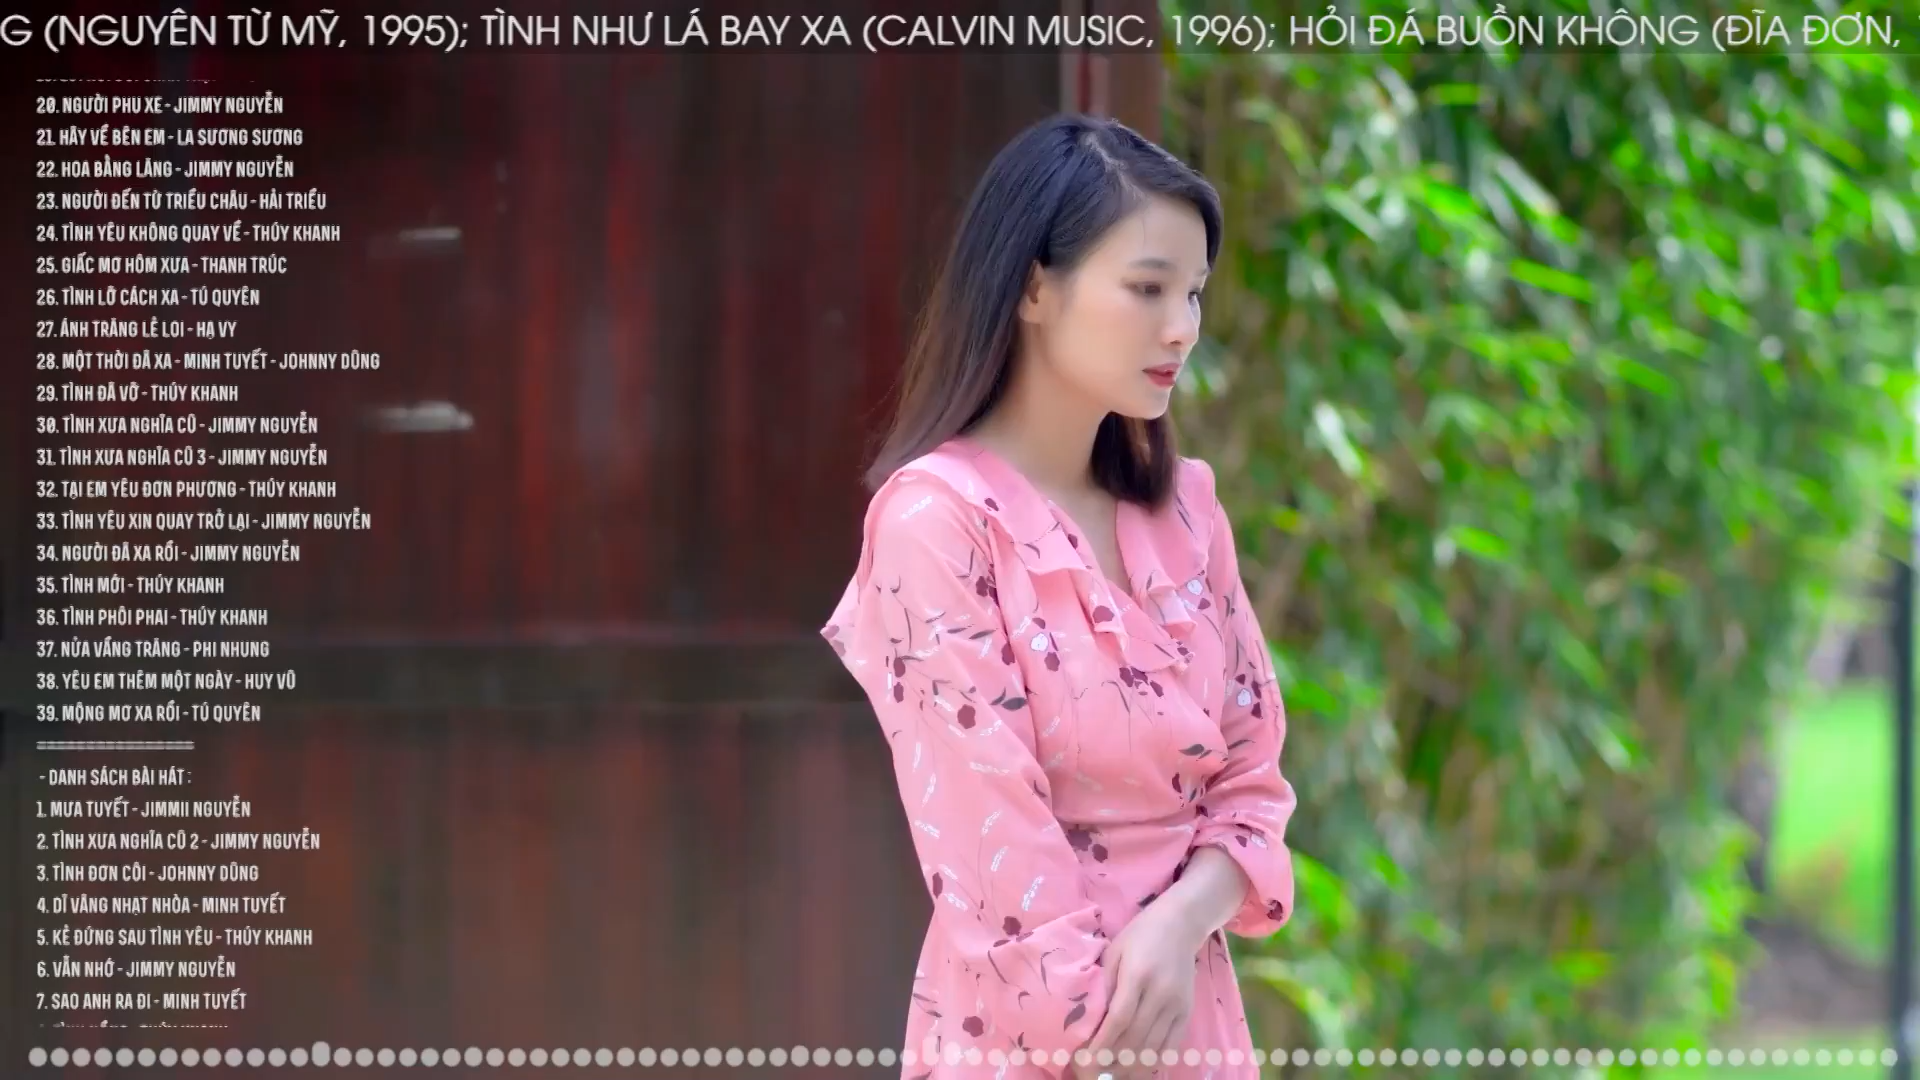 G (NGUYÊN TỪ MỸ, 1995); TÌNH NHƯ LÁ BAY XA (CALVIN MUSIC, 1996); HỎI ĐÁ BUỒN KHÔNG (ĐĨA ĐƠN,
20. NGƯỜI PHU XE - JIMMY NGUYỄN
21. HÃY VỀ BÊN EM - LA SƯƠNG SƯƠNG
22. HOA BẰNG LĂNG - JIMMY NGUYỄN
23. NGƯỜI ĐẾN TỪ TRIỀU CHÂU - HẢI TRIỀU
24. TÌNH YÊU KHÔNG QUAY VỀ - THÚY KHANH
25. GIẤC MƠ HÔM XƯA - THANH TRÚC
26. TÌNH LỠ CÁCH XA - TÚ QUYÊN
27. ÁNH TRĂNG LẺ LOI - HẠ VY
28. MỘT THỜI ĐÃ XA - MINH TUYẾT - JOHNNY DŨNG
29. TÌNH ĐÃ VỠ - THÚY KHANH
30. TÌNH XƯA NGHĨA CŨ - JIMMY NGUYỄN
31. TÌNH XƯA NGHĨA CŨ 3 - JIMMY NGUYỄN
32. TẠI EM YÊU ĐƠN PHƯƠNG - THÚY KHANH
33. TÌNH YÊU XIN QUAY TRỞ LẠI - JIMMY NGUYỄN
34. NGƯỜI ĐÃ XA RỒI - JIMMY NGUYỄN
35. TÌNH MỚI - THÚY KHANH
36. TÌNH PHÔI PHAI - THÚY KHANH
37. NỬA VẦNG TRĂNG - PHI NHUNG
38. YÊU EM THÊM MỘT NGÀY - HUY VŨ
39. MỘNG MƠ XA RỒI - TÚ QUYÊN
================
- DANH SÁCH BÀI HÁT :
1. MƯA TUYẾT - JIMMII NGUYỄN
2. TÌNH XƯA NGHĨA CŨ 2 - JIMMY NGUYỄN
3. TÌNH ĐƠN CÔI - JOHNNY DŨNG
4. DĨ VÃNG NHẠT NHÒA - MINH TUYẾT
5. KẺ ĐỨNG SAU TÌNH YÊU - THÚY KHANH
6. VẪN NHỚ - JIMMY NGUYỄN
7. SAO ANH RA ĐI - MINH TUYẾT